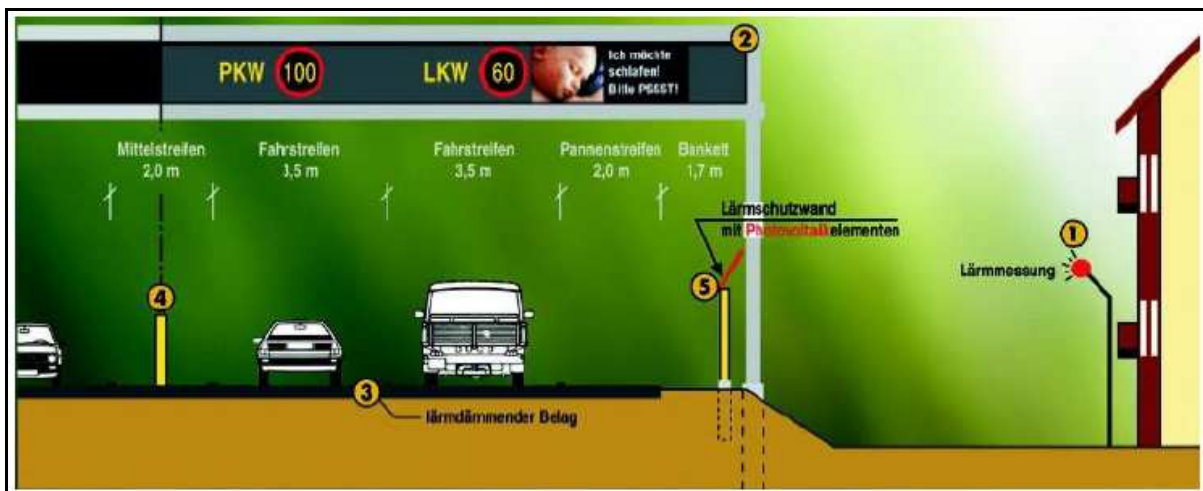 2
PKW 100 LKW 60
Ich möchte
schlafen!
Bitte PSSST!
Mittelstreifen
2,0 m
Fahrstreifen
3,5 m
Fahrstreifen
3,5 m
Pannenstreifen
2,0 m
Bankett
1,7 m
Lärmschutzwand
mit Photovoltaikelementen
1
Lärmmessung
4
5
3
lärmdämmender Belag